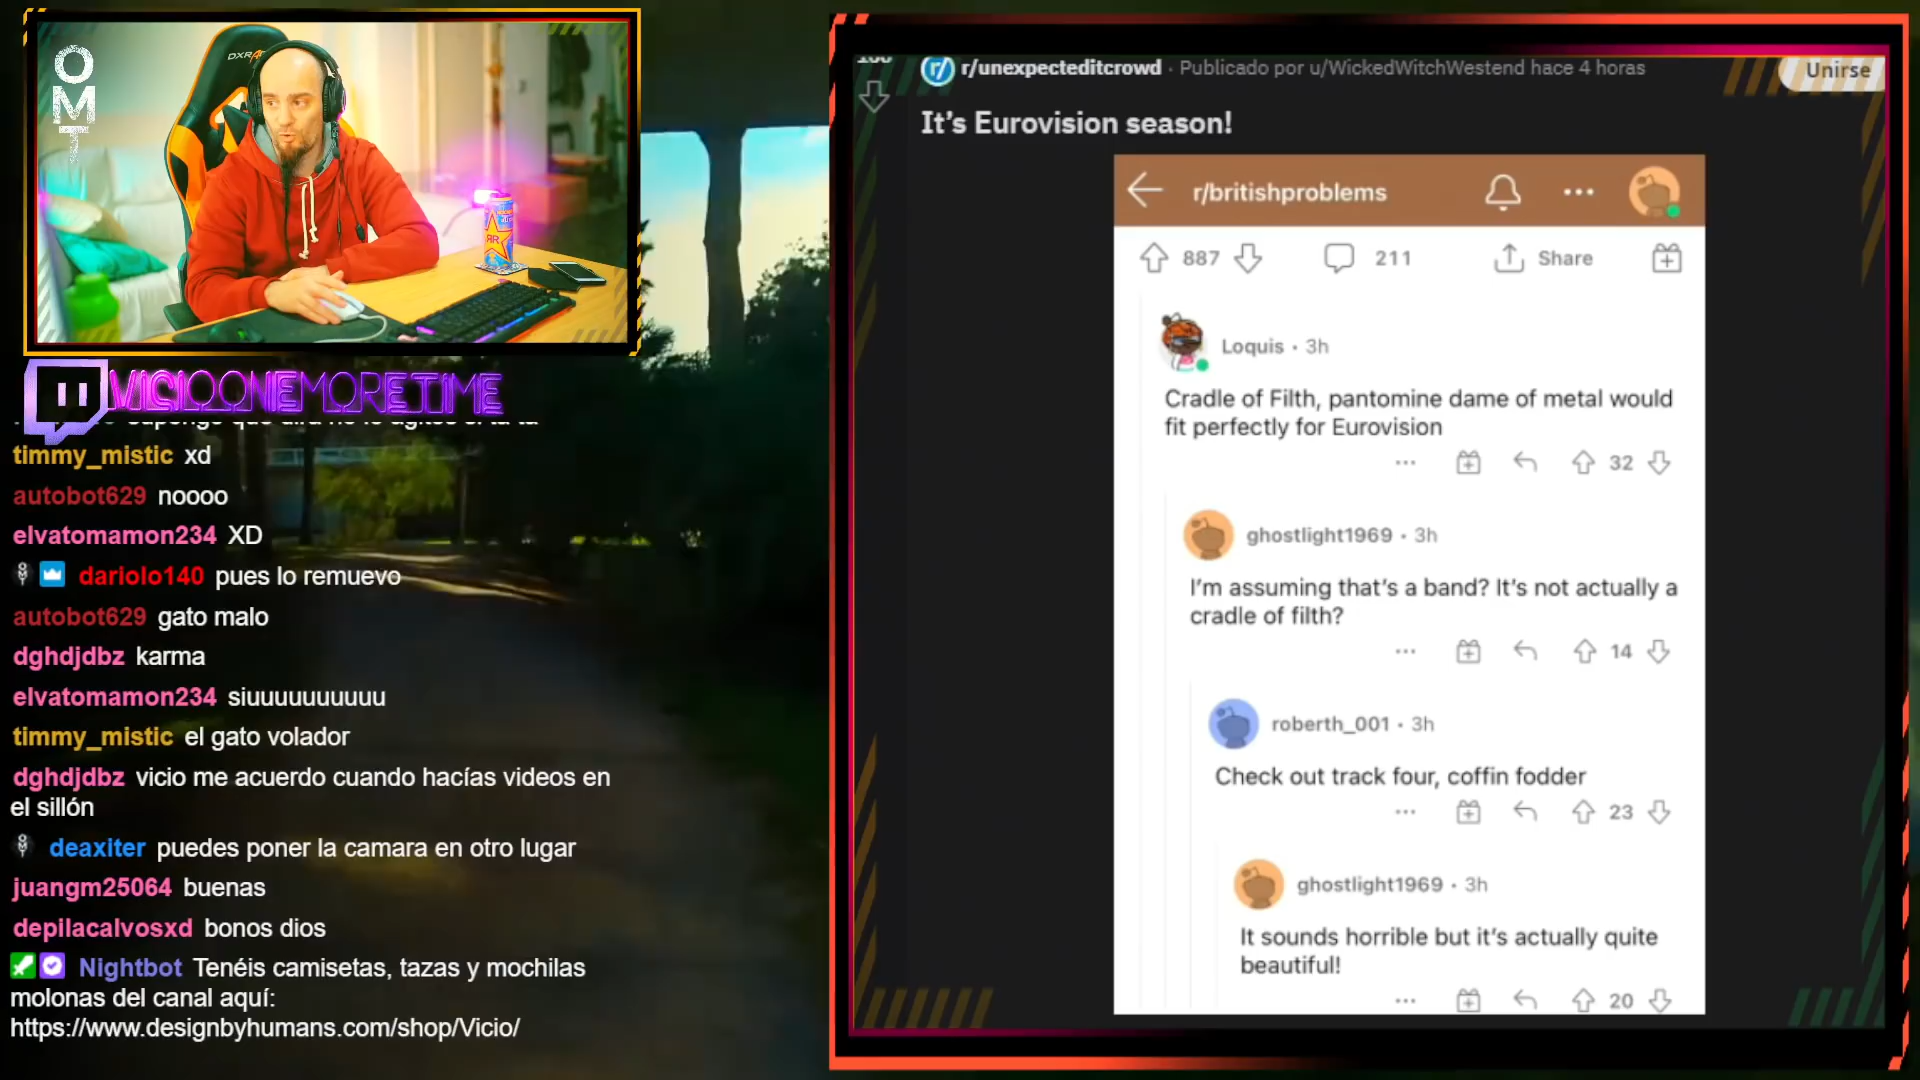 OMT
DXRA
RR
VICIOONEMORETIME
timmy_mistic xd
autobot629 noooo
elvatomamon234 XD
dariolo140 pues lo remuevo
autobot629 gato malo
dghdjdbz karma
elvatomamon234 siuuuuuuuuuu
timmy_mistic el gato volador
dghdjdbz vicio me acuerdo cuando hacías videos en
el sillón
deaxiter puedes poner la camara en otro lugar
juangm25064 buenas
depilacalvosxd bonos dios
Nightbot Tenéis camisetas, tazas y mochilas
molonas del canal aquí:
https://www.designbyhumans.com/shop/Vicio/
r/unexpecteditcrowd · Publicado por u/WickedWitchWestend hace 4 horas
Unirse
It's Eurovision season!
r/britishproblems
887 211 Share
Loquis · 3h
Cradle of Filth, pantomine dame of metal would
fit perfectly for Eurovision
32
ghostlight1969 · 3h
I'm assuming that's a band? It's not actually a
cradle of filth?
14
roberth_001 · 3h
Check out track four, coffin fodder
23
ghostlight1969 · 3h
It sounds horrible but it's actually quite
beautiful!
20